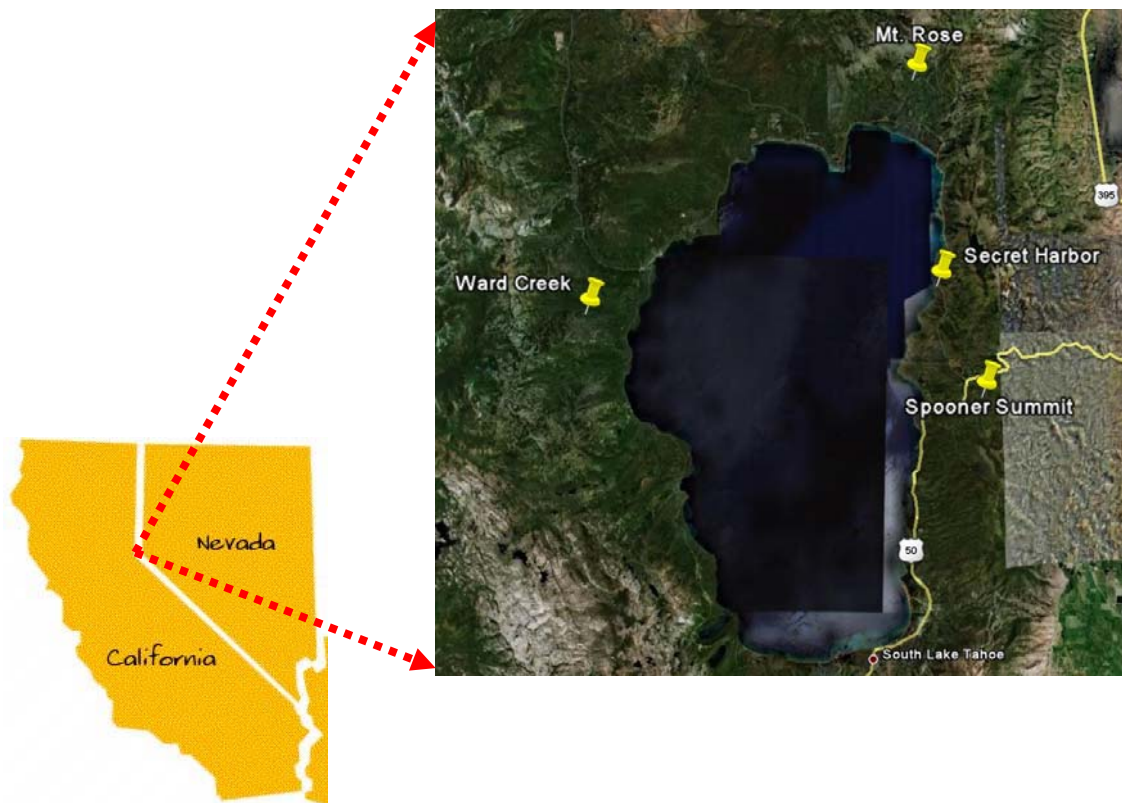 Mt. Rose
395
Secret Harbor
Ward Creek
Spooner Summit
50
South Lake Tahoe
Nevada
California